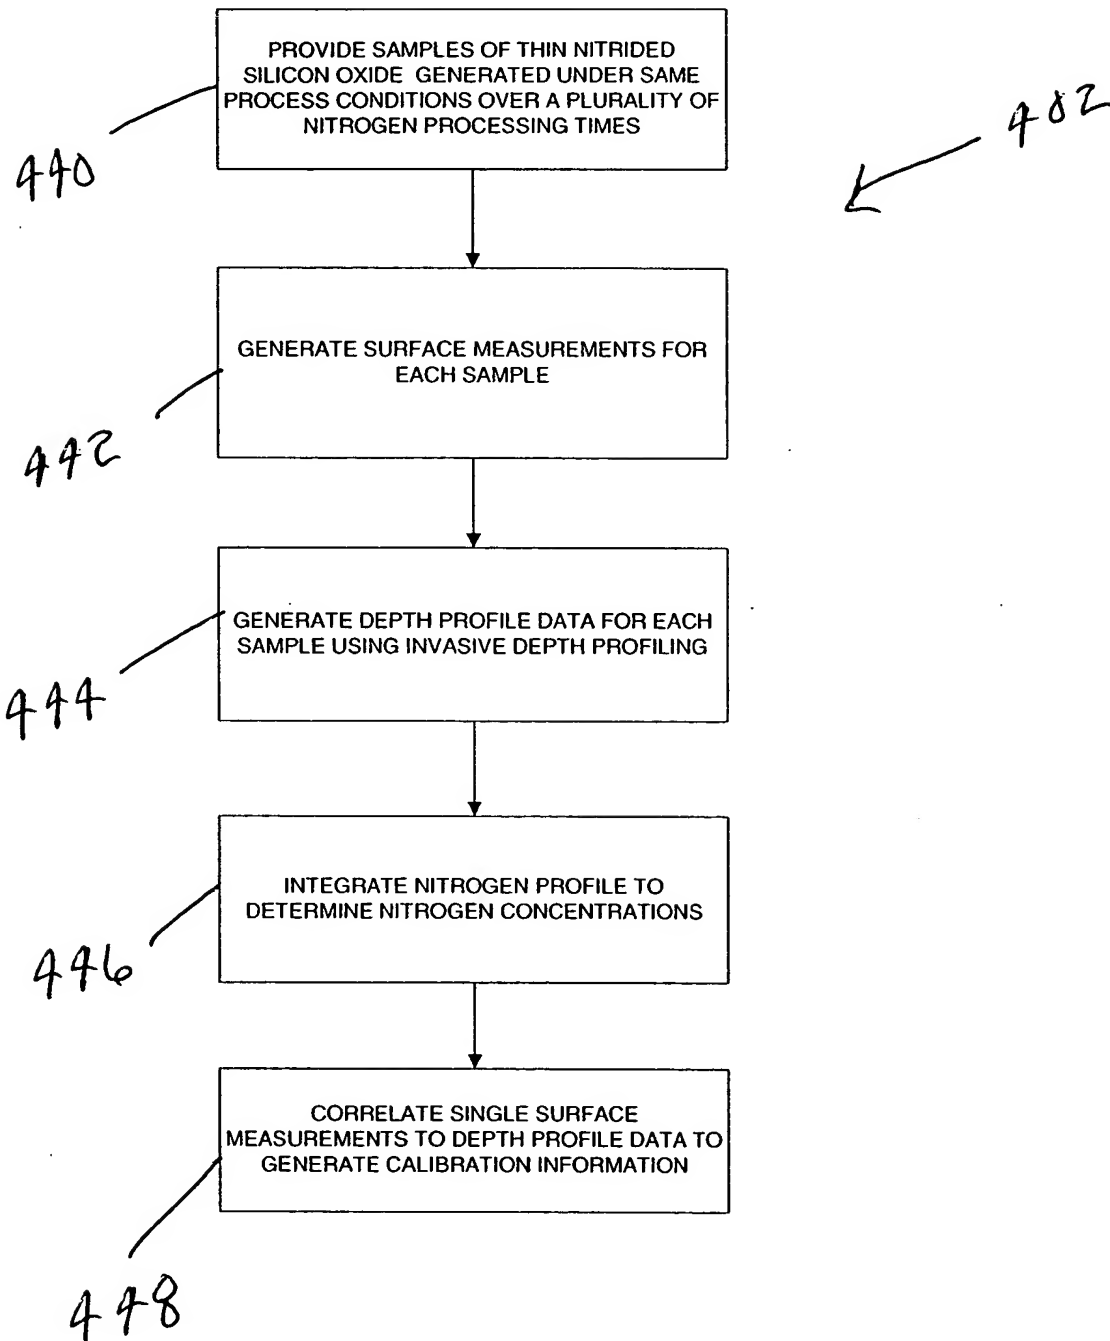 PROVIDE SAMPLES OF THIN NITRIDED
SILICON OXIDE GENERATED UNDER SAME
PROCESS CONDITIONS OVER A PLURALITY OF
NITROGEN PROCESSING TIMES
440
402
GENERATE SURFACE MEASUREMENTS FOR
EACH SAMPLE
442
GENERATE DEPTH PROFILE DATA FOR EACH
SAMPLE USING INVASIVE DEPTH PROFILING
444
INTEGRATE NITROGEN PROFILE TO
DETERMINE NITROGEN CONCENTRATIONS
446
CORRELATE SINGLE SURFACE
MEASUREMENTS TO DEPTH PROFILE DATA TO
GENERATE CALIBRATION INFORMATION
448